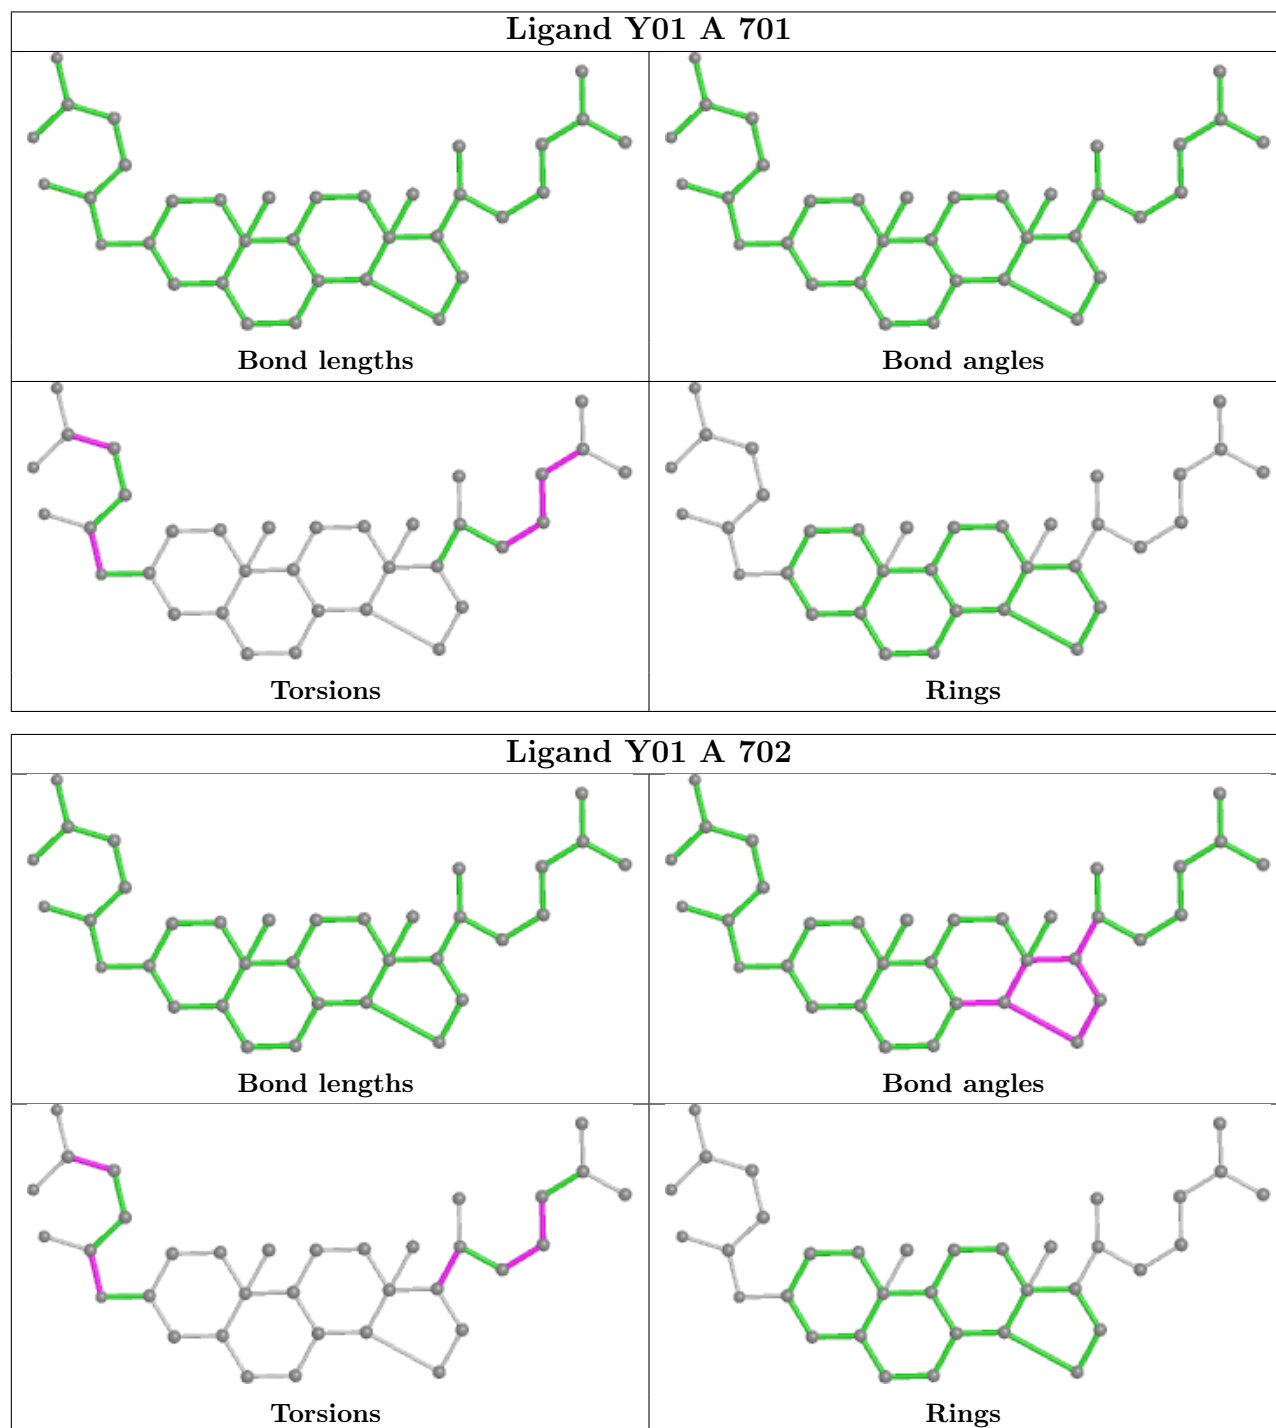 Ligand Y01 A 701
Bond lengths
Bond angles
Torsions
Rings
Ligand Y01 A 702
Bond lengths
Bond angles
Torsions
Rings